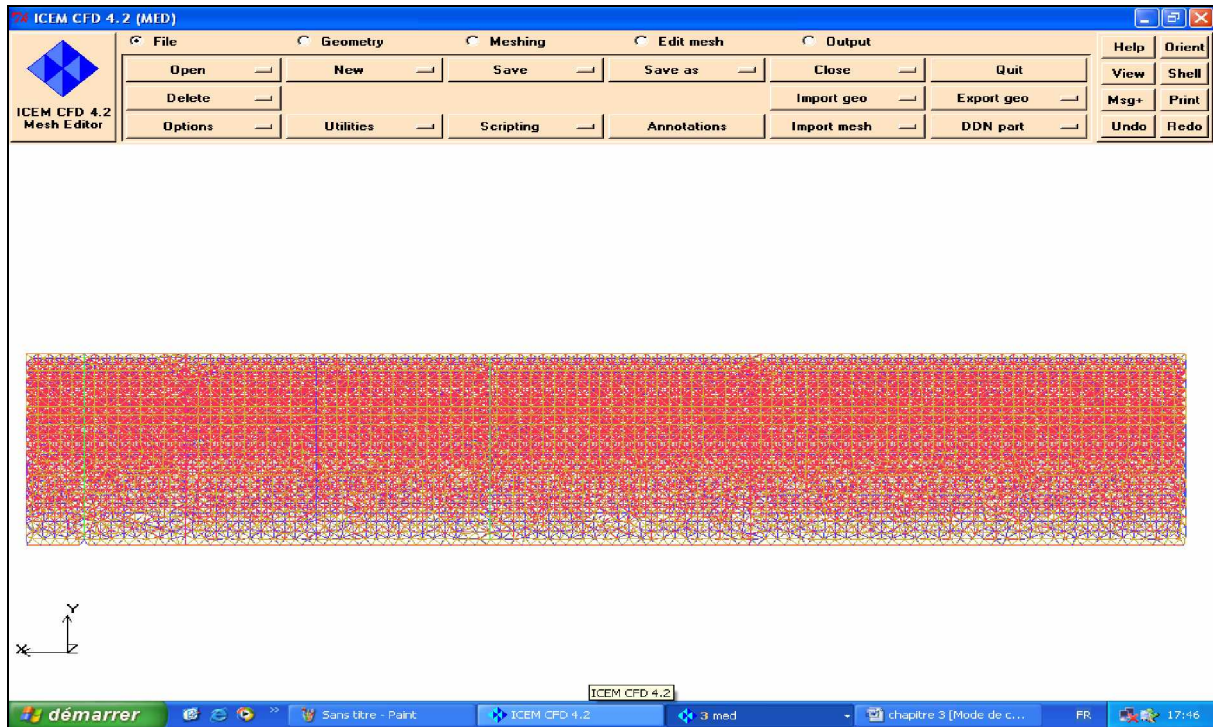 ICEM CFD 4.2 (MED)
File Geometry Meshing Edit mesh Output
Help Orient
Open New Save Save as Close Quit
View Shell
Delete Import geo Export geo
Msg+ Print
ICEM CFD 4.2
Mesh Editor
Options Utilities Scripting Annotations Import mesh DDN part
Undo Redo
Y
X Z
ICEM CFD 4.2
démarrer » Sans titre - Paint ICEM CFD 4.2 3 med chapitre 3 [Mode de c... FR 17:46